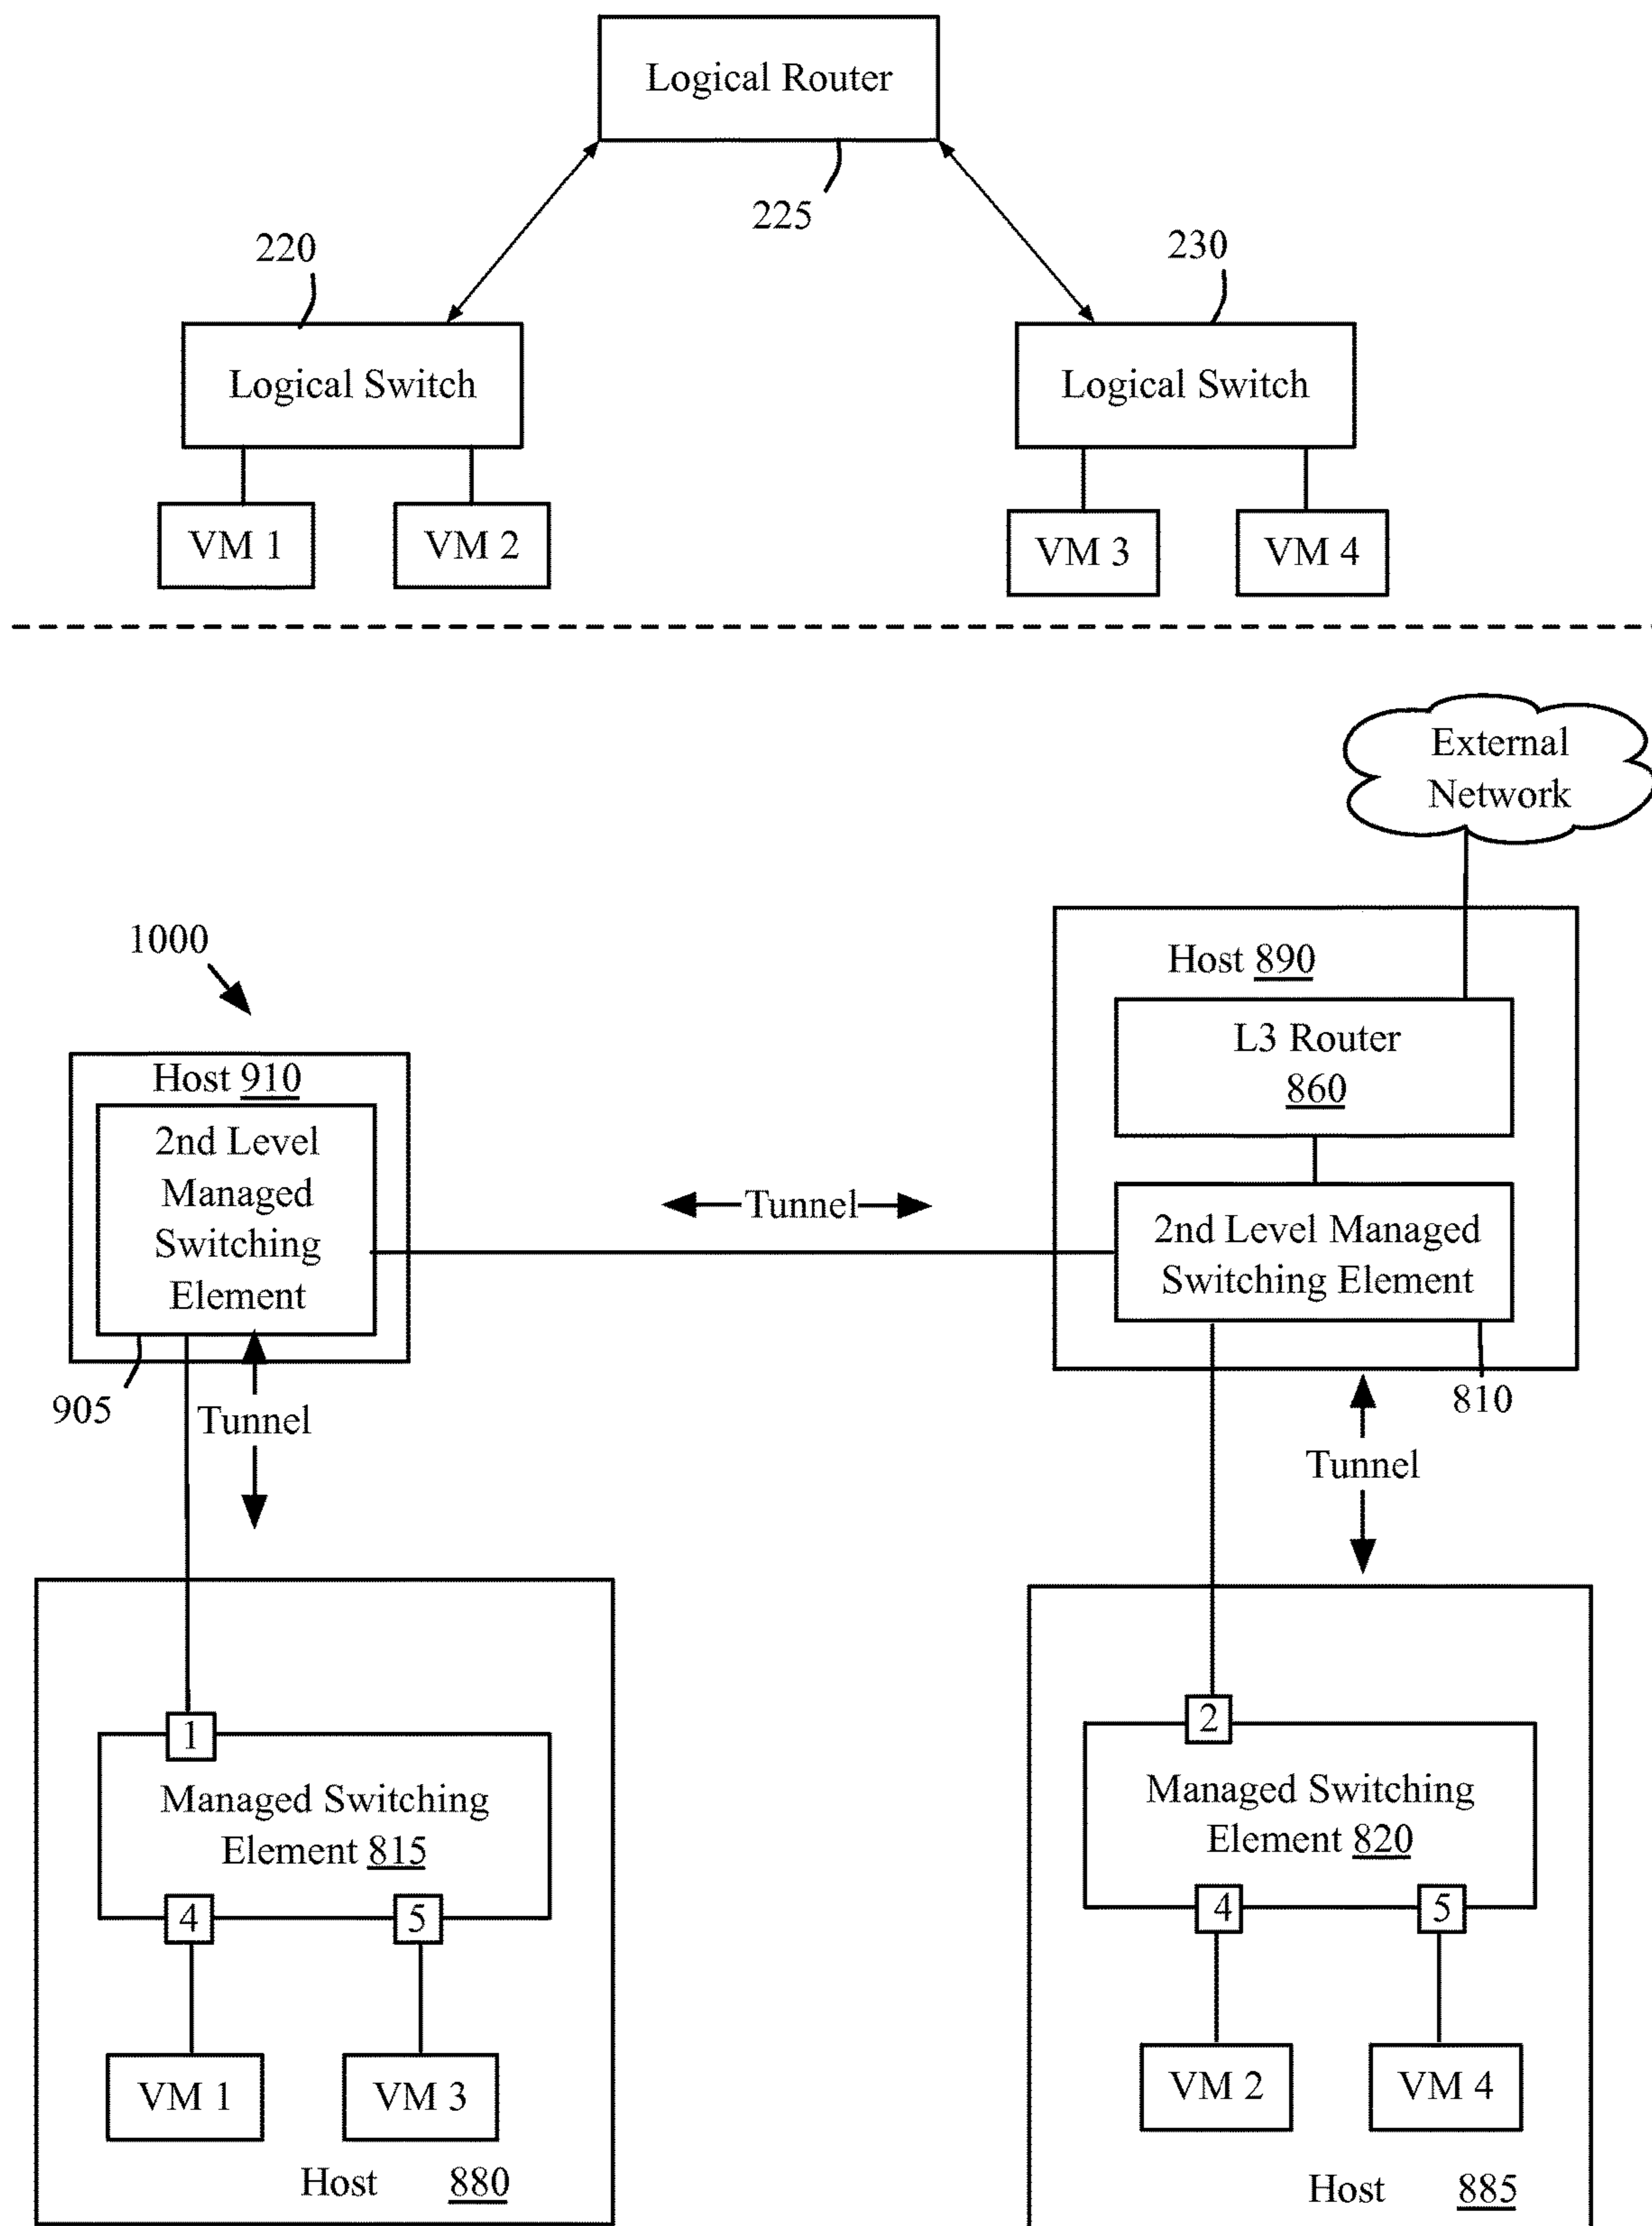 Logical Router
225
220
230
Logical Switch
Logical Switch
VM 1
VM 2
VM 3
VM 4
External
Network
1000
Host 890
L3 Router
860
Host 910
2nd Level
Managed
Switching
Element
Tunnel
2nd Level Managed
Switching Element
905
Tunnel
810
Tunnel
1
Managed Switching
Element 815
4
5
VM 1
VM 3
Host 880
2
Managed Switching
Element 820
4
5
VM 2
VM 4
Host 885